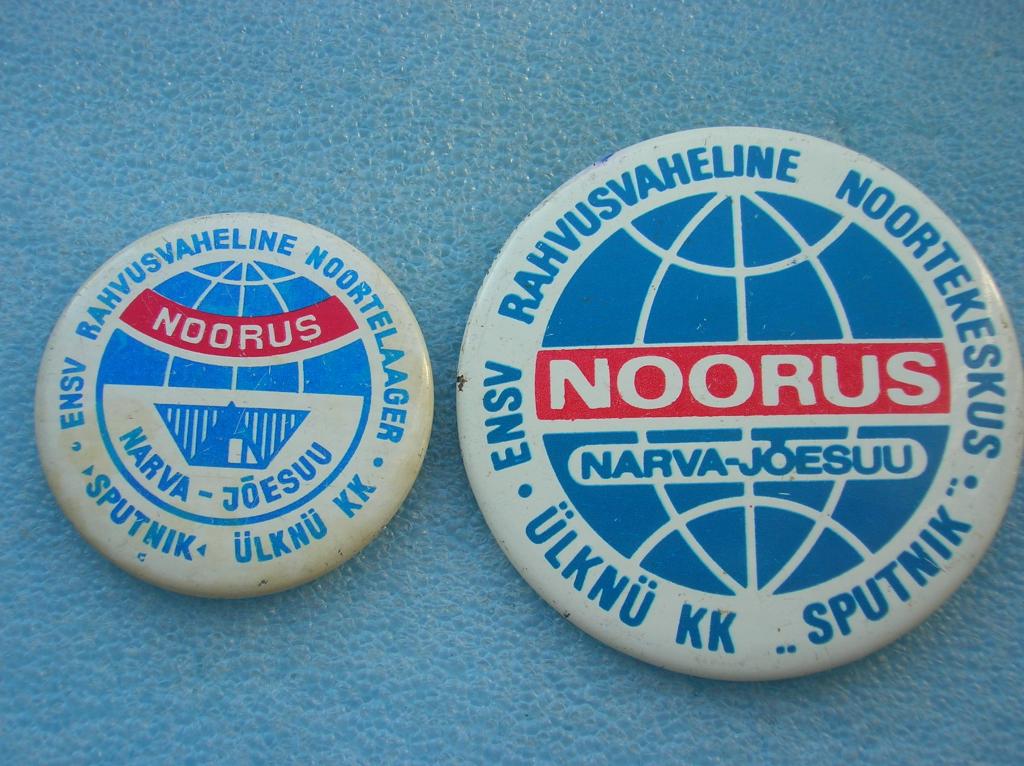 ENSV RAHVUSVAHELINE NOORTELAAGER •
▸SPUTNIK◂ ÜLKNÜ KK
NOORUS
NARVA - JÕESUU
ENSV RAHVUSVAHELINE NOORTEKESKUS
• ÜLKNÜ KK „SPUTNIK"
NOORUS
NARVA-JÕESUU